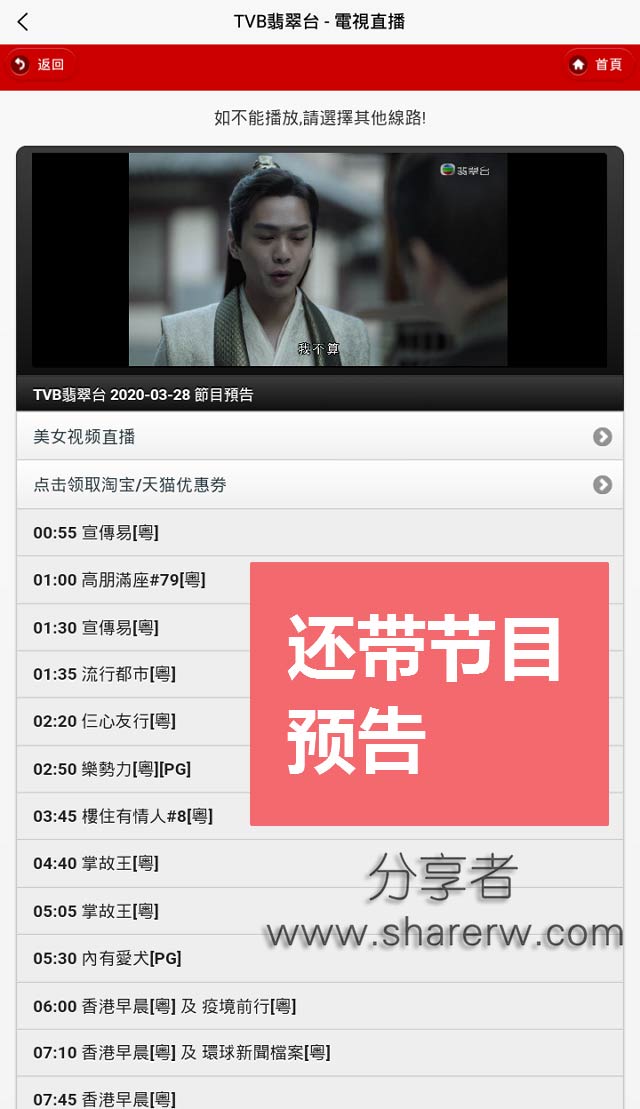 TVB翡翠台 - 電視直播
返回
首頁
如不能播放,請選擇其他線路!
翡翠台
我不算
TVB翡翠台 2020-03-28 節目預告
美女视频直播
点击领取淘宝/天猫优惠券
00:55 宣傳易[粵]
01:00 高朋滿座#79[粵]
01:30 宣傳易[粵]
01:35 流行都市[粵]
02:20 仨心友行[粵]
02:50 樂勢力[粵][PG]
03:45 樓住有情人#8[粵]
还带节目
预告
04:40 掌故王[粵]
05:05 掌故王[粵]
05:30 內有愛犬[PG]
06:00 香港早晨[粵] 及 疫境前行[粵]
07:10 香港早晨[粵] 及 環球新聞檔案[粵]
07:45 香港早晨[粵]
分享者
www.sharerw.com